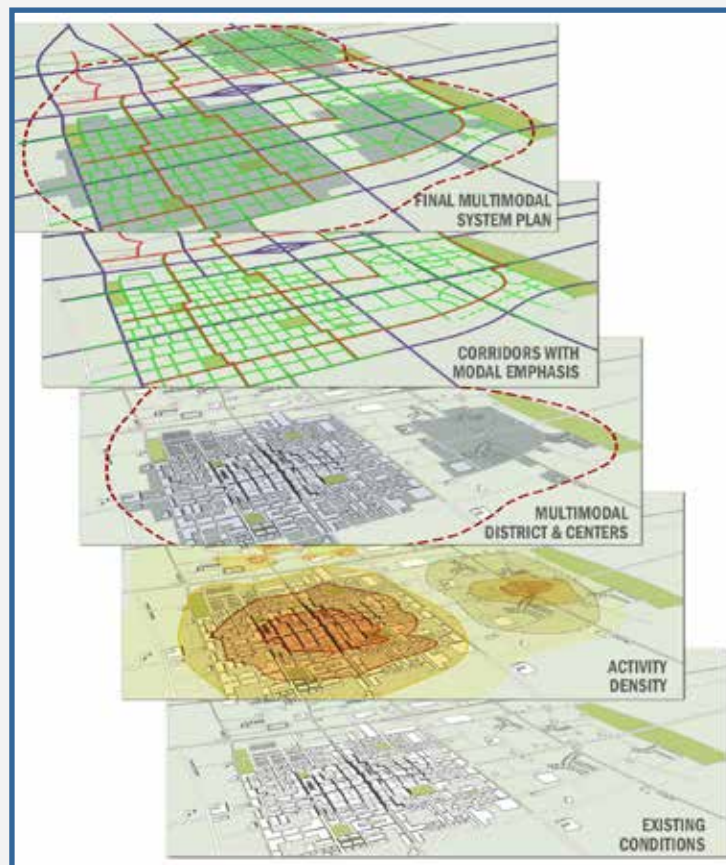 FINAL MULTIMODAL
SYSTEM PLAN
CORRIDORS WITH
MODAL EMPHASIS
MULTIMODAL
DISTRICT & CENTERS
ACTIVITY
DENSITY
EXISTING
CONDITIONS